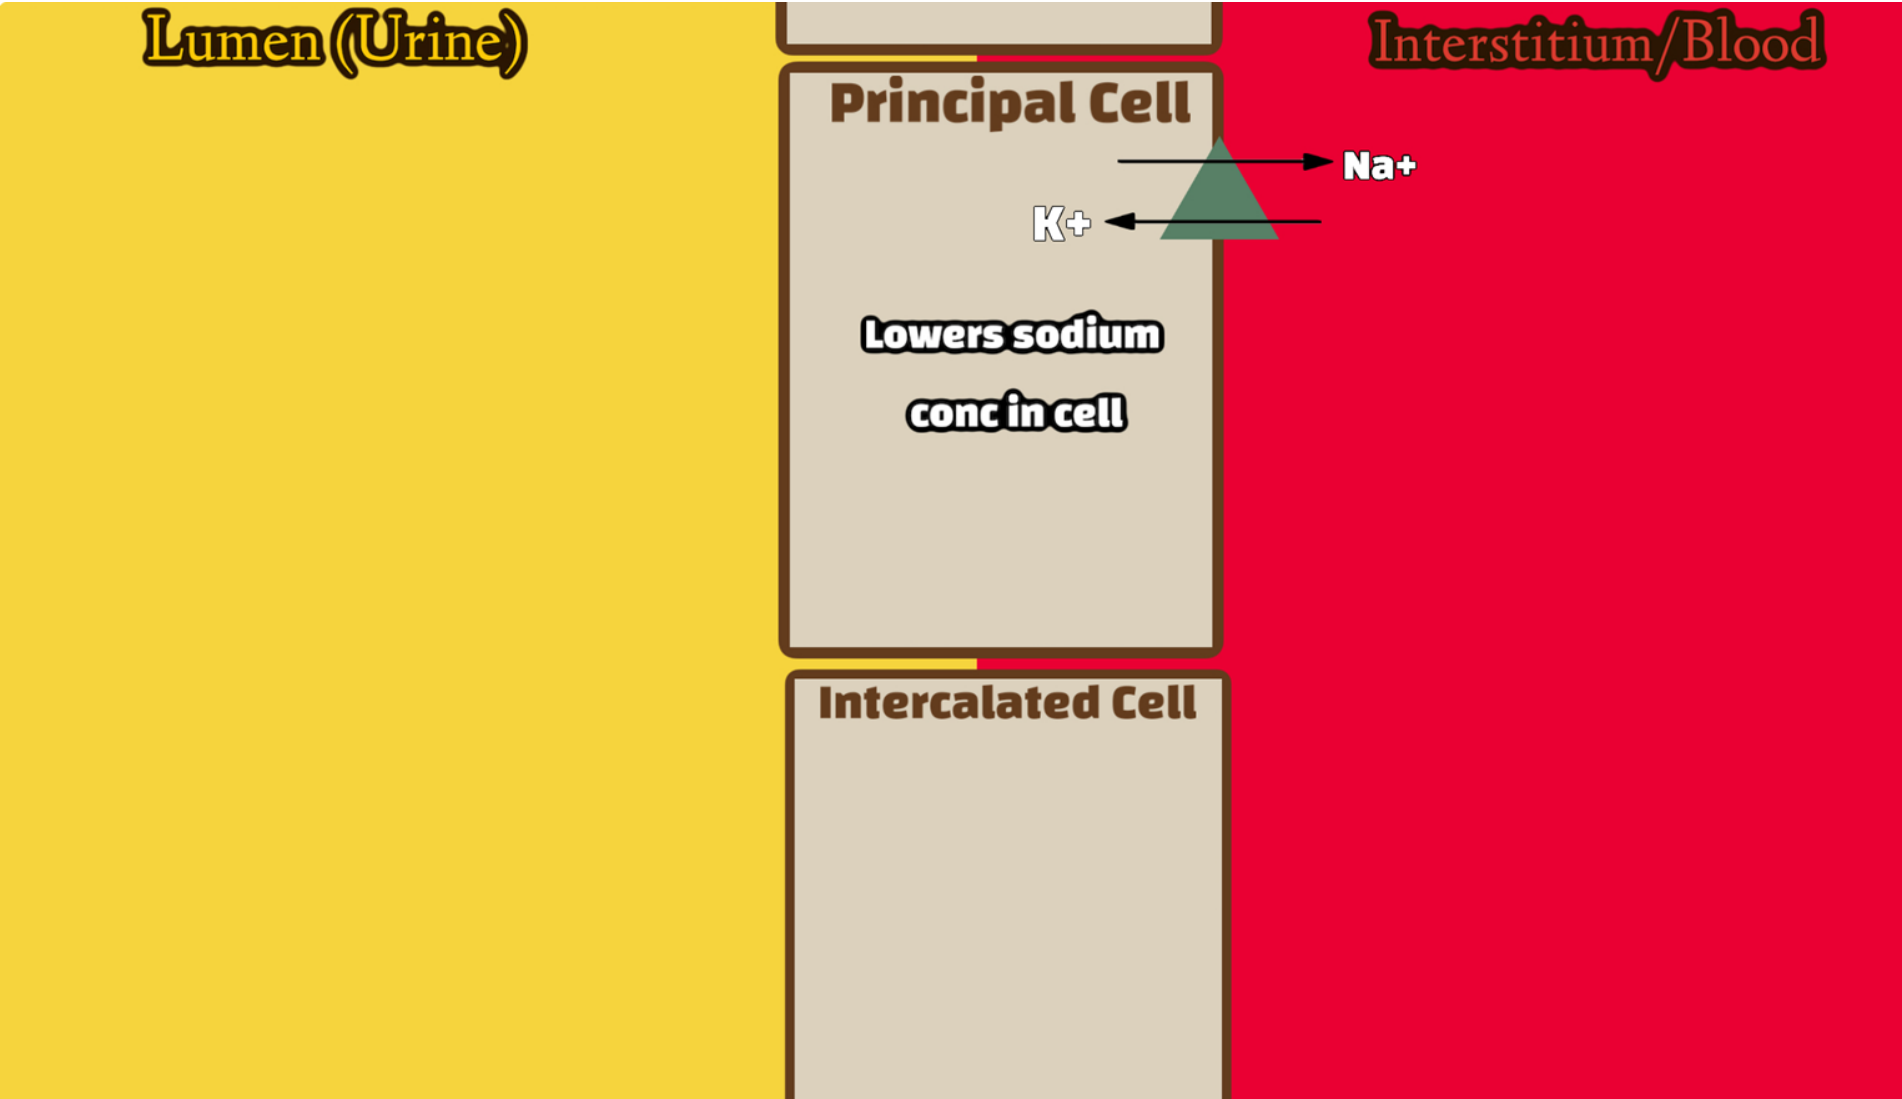 Lumen (Urine)
Interstitium/Blood
Principal Cell
Na+
K+
Lowers sodium
conc in cell
Intercalated Cell